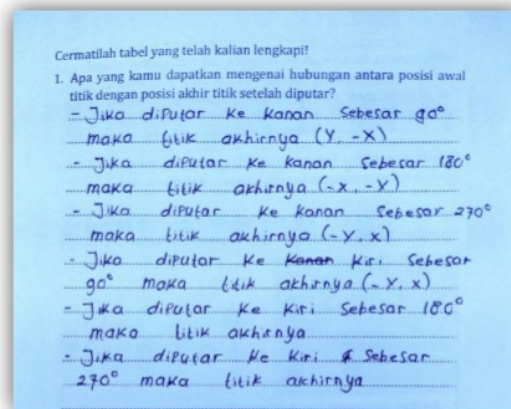 Cermatilah tabel yang telah kalian lengkapi!
1. Apa yang kamu dapatkan mengenai hubungan antara posisi awal
titik dengan posisi akhir titik setelah diputar?
- Jika diputar ke kanan sebesar 90°
maka titik akhirnya (Y, -X)
- Jika diputar ke kanan sebesar 180°
maka titik akhirnya (-X, -Y)
- Jika diputar ke kanan sebesar 270°
maka titik akhirnya (-Y, X)
- Jika diputar ke kanan kiri sebesar
90° maka titik akhirnya (-Y, X)
- Jika diputar ke kiri sebesar 180°
maka titik akhirnya
- Jika diputar ke kiri sebesar
270° maka titik akhirnya